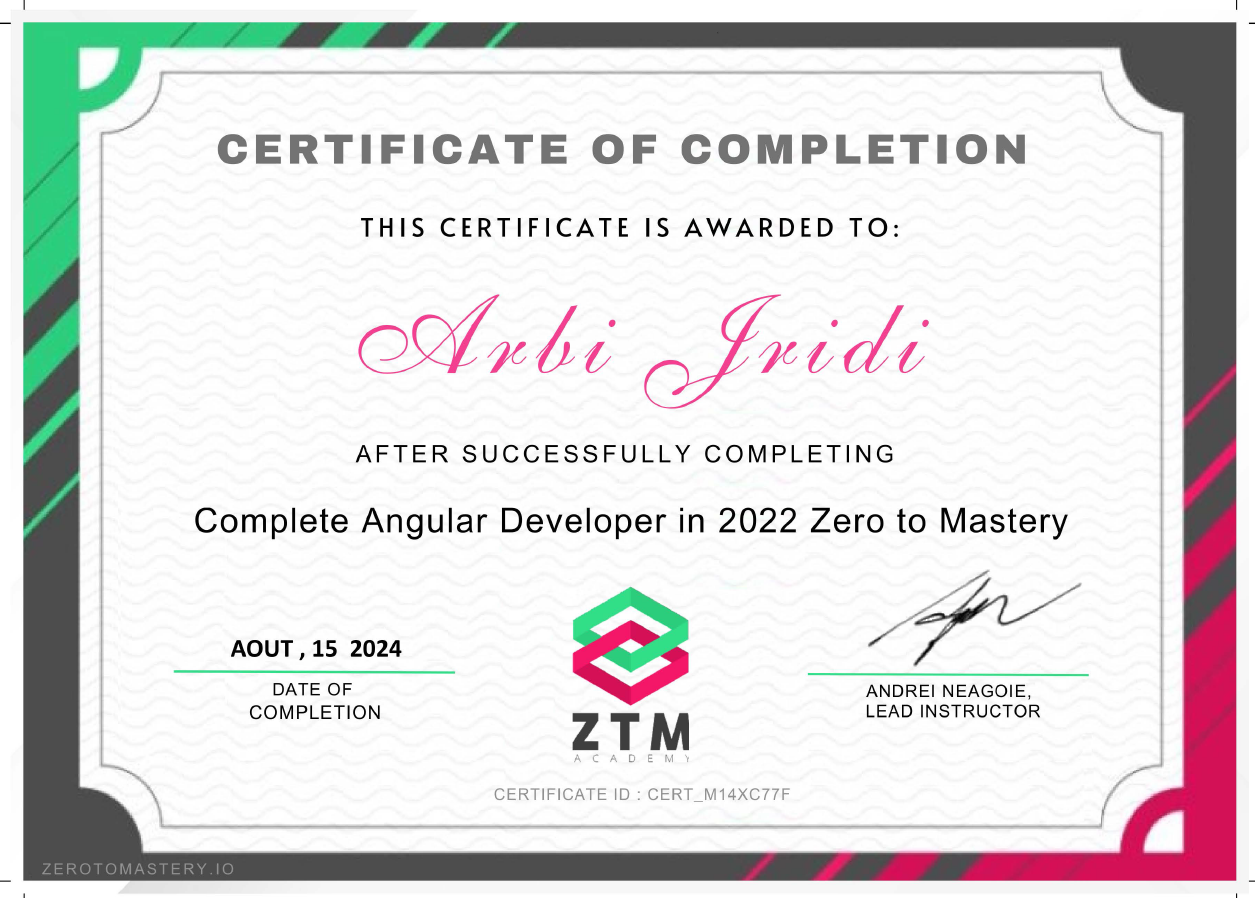 CERTIFICATE OF COMPLETION
THIS CERTIFICATE IS AWARDED TO:
Arbi Jridi
AFTER SUCCESSFULLY COMPLETING
Complete Angular Developer in 2022 Zero to Mastery
AOUT , 15 2024
DATE OF
COMPLETION
ZTM
ACADEMY
ANDREI NEAGOIE,
LEAD INSTRUCTOR
CERTIFICATE ID : CERT_M14XC77F
ZEROTOMASTERY.IO